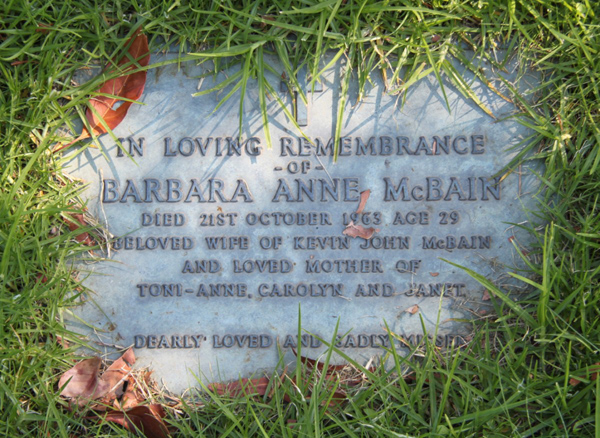 IN LOVING REMEMBRANCE
-OF-
BARBARA ANNE McBAIN
DIED 21ST OCTOBER 1963 AGE 29
BELOVED WIFE OF KEVIN JOHN McBAIN
AND LOVED MOTHER OF
TONI-ANNE, CAROLYN AND JANET.
DEARLY LOVED AND SADLY MISSED